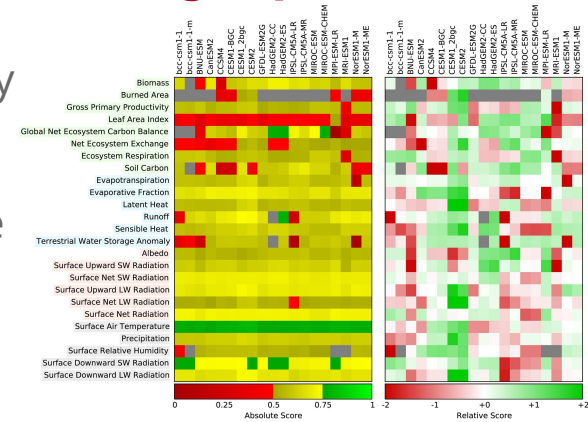 bcc-csm1-1
bcc-csm1-1-m
BNU-ESM
CanESM2
CCSM4
CESM1-BGC
CESM1_2bgc
CESM2
GFDL-ESM2G
HadGEM2-CC
HadGEM2-ES
IPSL-CM5A-LR
IPSL-CM5A-MR
MIROC-ESM
MIROC-ESM-CHEM
MPI-ESM-LR
MRI-ESM1
NorESM1-M
NorESM1-ME
bcc-csm1-1
bcc-csm1-1-m
BNU-ESM
CanESM2
CCSM4
CESM1-BGC
CESM1_2bgc
CESM2
GFDL-ESM2G
HadGEM2-CC
HadGEM2-ES
IPSL-CM5A-LR
IPSL-CM5A-MR
MIROC-ESM
MIROC-ESM-CHEM
MPI-ESM-LR
MRI-ESM1
NorESM1-M
NorESM1-ME
y
e
Biomass
Burned Area
Gross Primary Productivity
Leaf Area Index
Global Net Ecosystem Carbon Balance
Net Ecosystem Exchange
Ecosystem Respiration
Soil Carbon
Evapotranspiration
Evaporative Fraction
Latent Heat
Runoff
Sensible Heat
Terrestrial Water Storage Anomaly
Albedo
Surface Upward SW Radiation
Surface Net SW Radiation
Surface Upward LW Radiation
Surface Net LW Radiation
Surface Net Radiation
Surface Air Temperature
Precipitation
Surface Relative Humidity
Surface Downward SW Radiation
Surface Downward LW Radiation
0 0.25 0.5 0.75 1
Absolute Score
-2 -1 +0 +1 +2
Relative Score